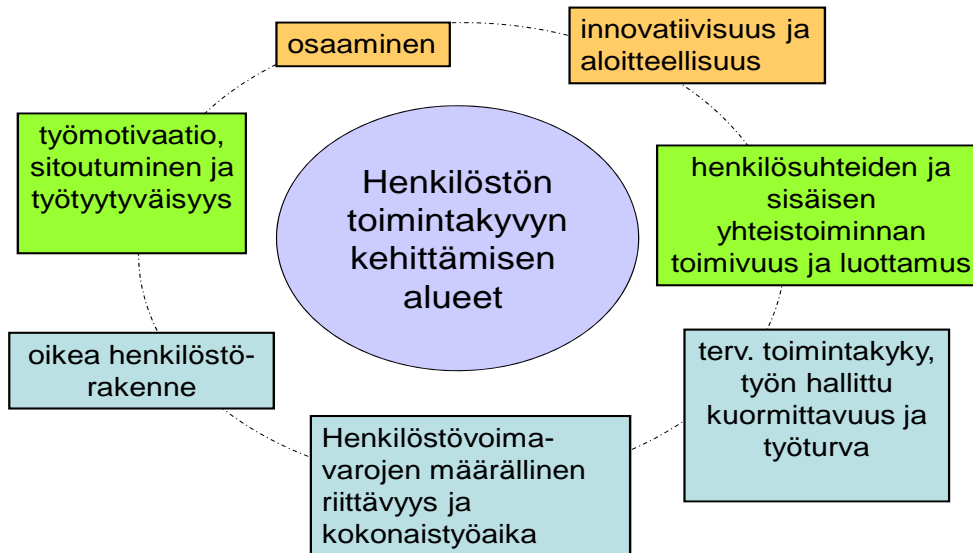 osaaminen
innovatiivisuus ja
aloitteellisuus
työmotivaatio,
sitoutuminen ja
työtyytyväisyys
Henkilöstön
toimintakyvyn
kehittämisen
alueet
henkilösuhteiden ja
sisäisen
yhteistoiminnan
toimivuus ja luottamus
oikea henkilöstö-
rakenne
terv. toimintakyky,
työn hallittu
kuormittavuus ja
työturva
Henkilöstövoima-
varojen määrällinen
riittävyys ja
kokonaistyöaika